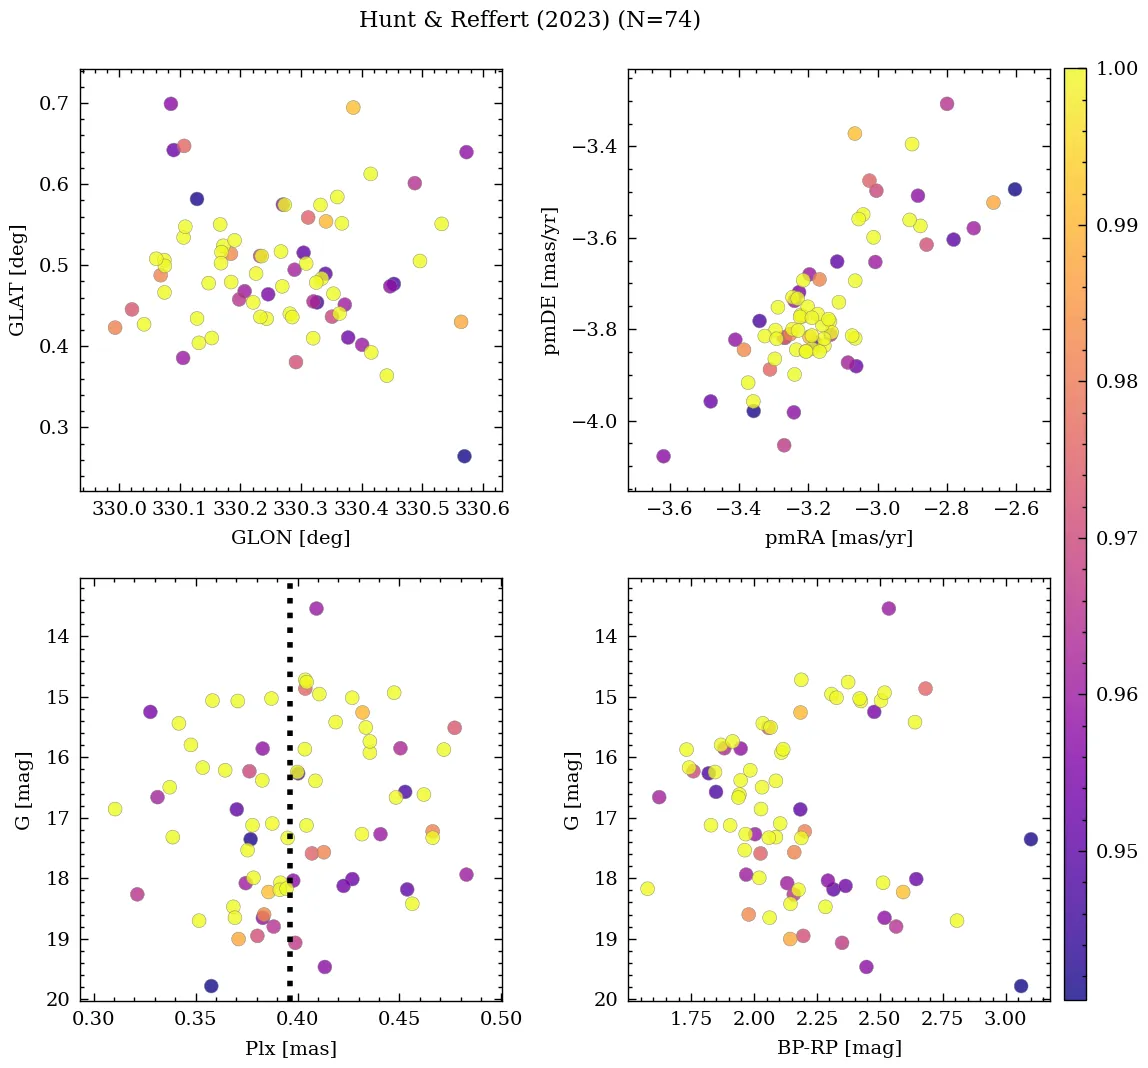 Hunt & Reffert (2023) (N=74)
0.7
0.6
0.5
0.4
0.3
GLAT [deg]
330.0 330.1 330.2 330.3 330.4 330.5 330.6
GLON [deg]
−3.4
−3.6
−3.8
−4.0
pmDE [mas/yr]
−3.6 −3.4 −3.2 −3.0 −2.8 −2.6
pmRA [mas/yr]
1.00
0.99
0.98
0.97
0.96
0.95
14
15
16
17
18
19
20
G [mag]
0.30 0.35 0.40 0.45 0.50
Plx [mas]
14
15
16
17
18
19
20
G [mag]
1.75 2.00 2.25 2.50 2.75 3.00
BP-RP [mag]